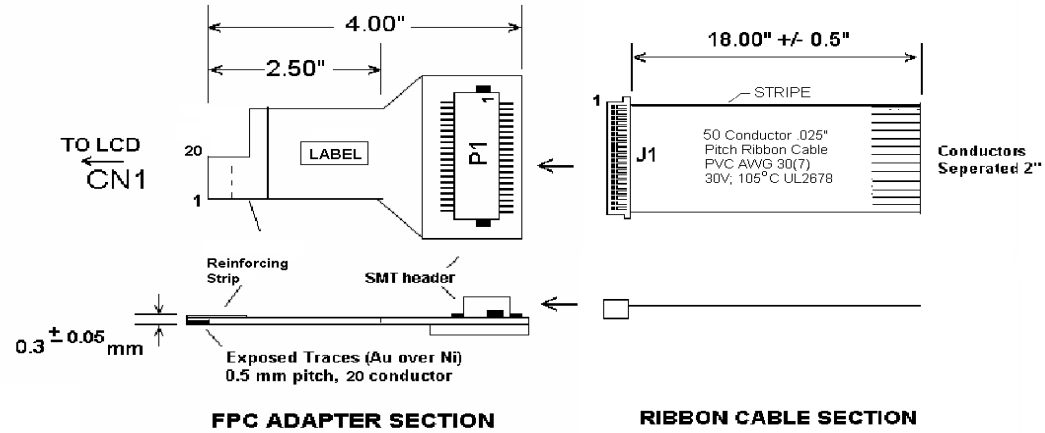 4.00"
2.50"
18.00" +/- 0.5"
STRIPE
TO LCD
CN1
20
1
LABEL
P1
1
1
J1
50 Conductor .025"
Pitch Ribbon Cable
PVC AWG 30(7)
30V; 105°C UL2678
Conductors
Seperated 2"
Reinforcing
Strip
SMT header
0.3 ± 0.05 mm
Exposed Traces (Au over Ni)
0.5 mm pitch, 20 conductor
FPC ADAPTER SECTION
RIBBON CABLE SECTION